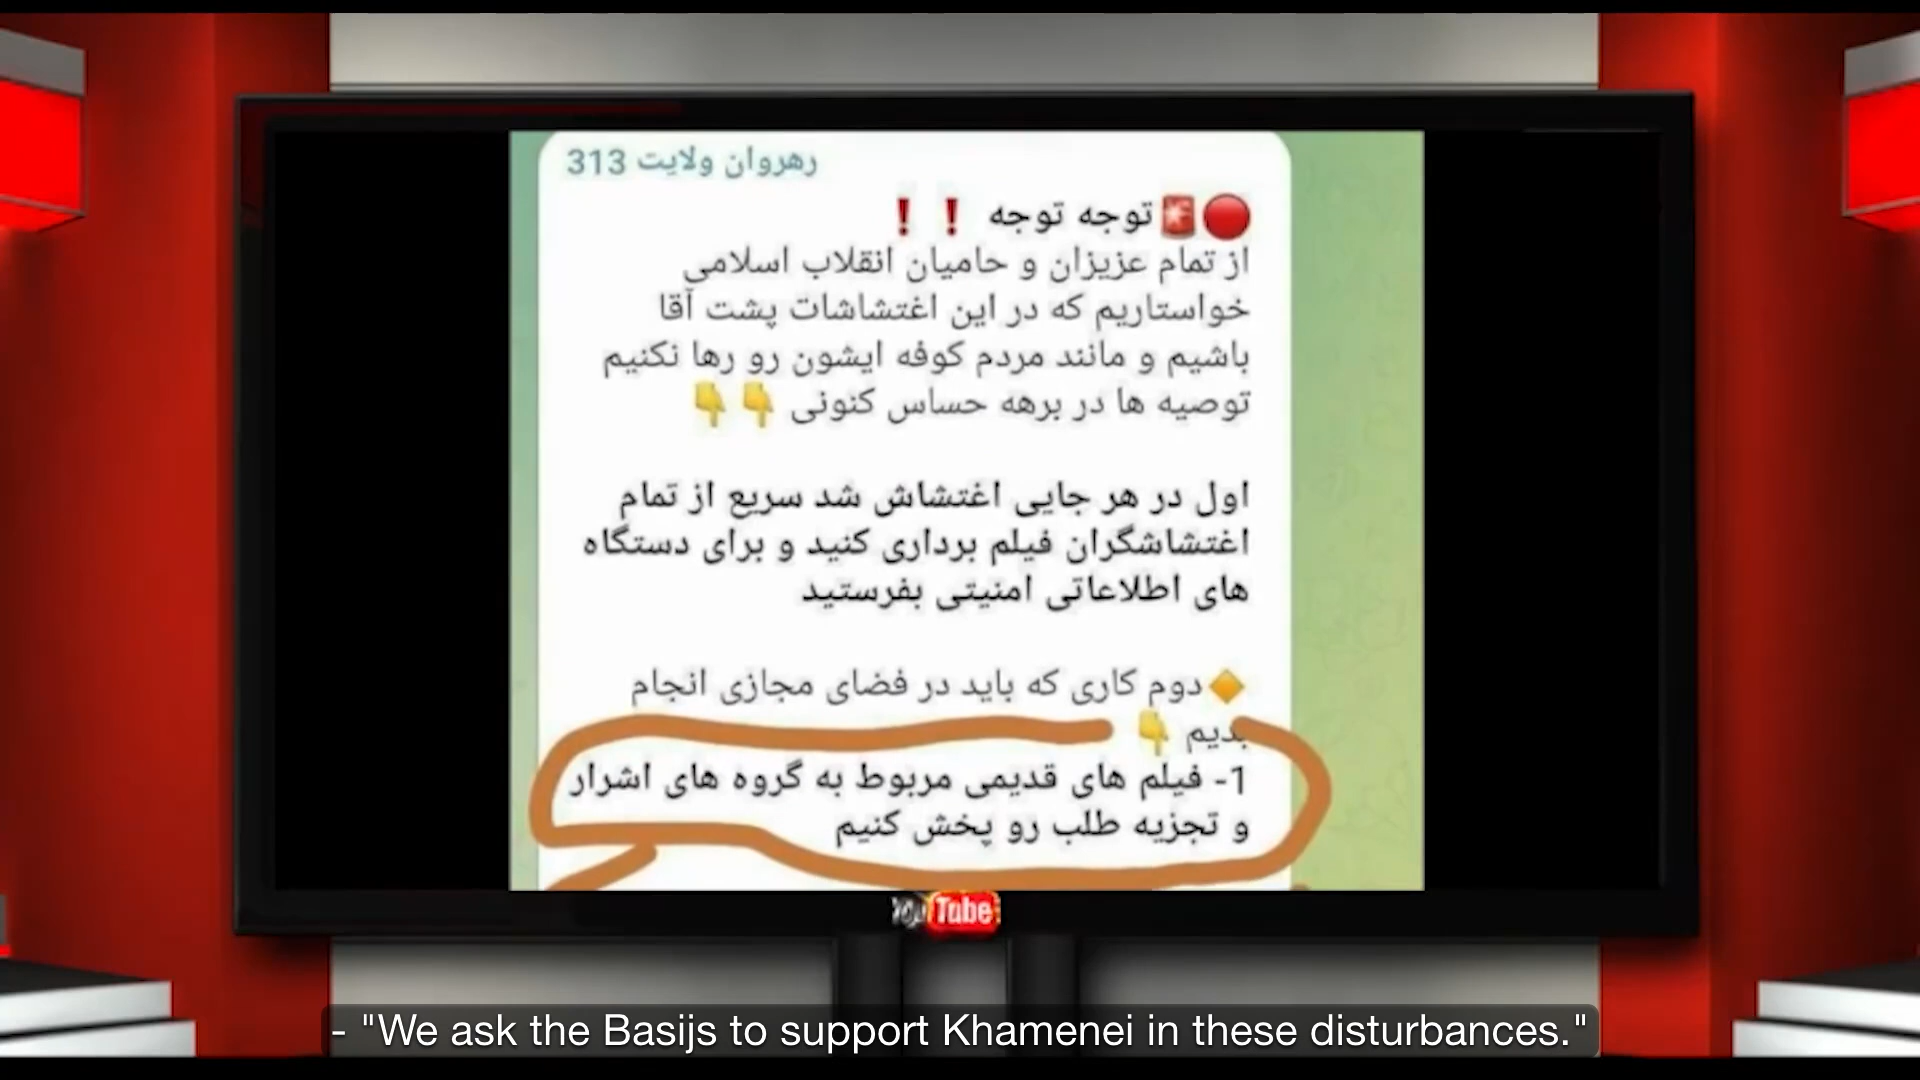 رهروان ولایت 313
🔴🚨توجه توجه ❗❗
از تمام عزیزان و حامیان انقلاب اسلامی
خواستاریم که در این اغتشاشات پشت آقا
باشیم و مانند مردم کوفه ایشون رو رها نکنیم
توصیه ها در برهه حساس کنونی 👇👇
اول در هر جایی اغتشاش شد سریع از تمام
اغتشاشگران فیلم برداری کنید و برای دستگاه
های اطلاعاتی امنیتی بفرستید
🔶دوم کاری که باید در فضای مجازی انجام
بدیم 👇
1- فیلم های قدیمی مربوط به گروه های اشرار
و تجزیه طلب رو پخش کنیم
YouTube
- "We ask the Basijs to support Khamenei in these disturbances."